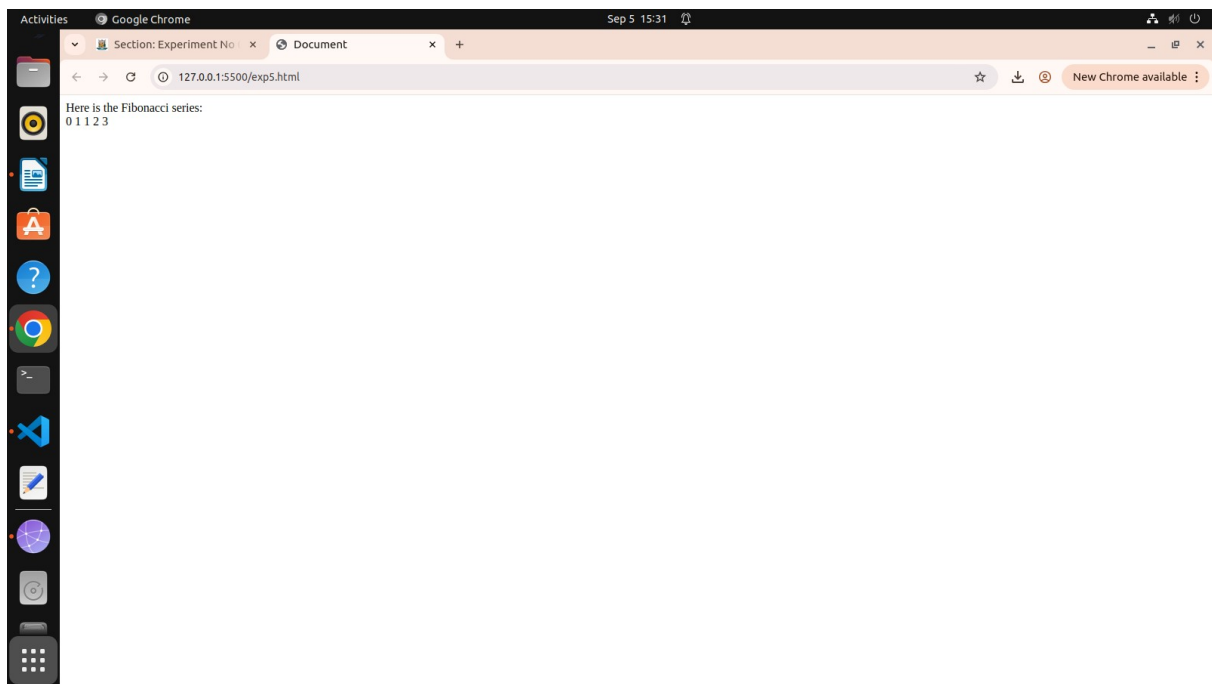 Activities Google Chrome Sep 5 15:31
Section: Experiment No Document
127.0.0.1:5500/exp5.html New Chrome available
Here is the Fibonacci series:
0 1 1 2 3